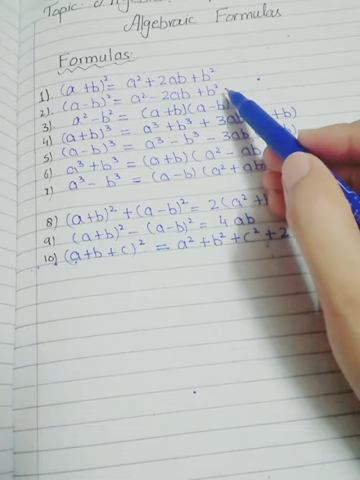 Topic:
Algebraic Formulas
Formulas:
1) (a+b)² = a² + 2ab + b²
2) (a-b)² = a² - 2ab + b²
3) a² - b² = (a+b)(a-b)
4) (a+b)³ = a³ + b³ + 3ab +b)
5) (a-b)³ = a³ - b³ - 3ab
6) a³ + b³ = (a+b)(a² - ab
7) a³ - b³ = (a-b)(a² + ab
8) (a+b)² + (a-b)² = 2(a² +
9) (a+b)² - (a-b)² = 4ab
10) (a+b+c)² = a² + b² + c² + 2